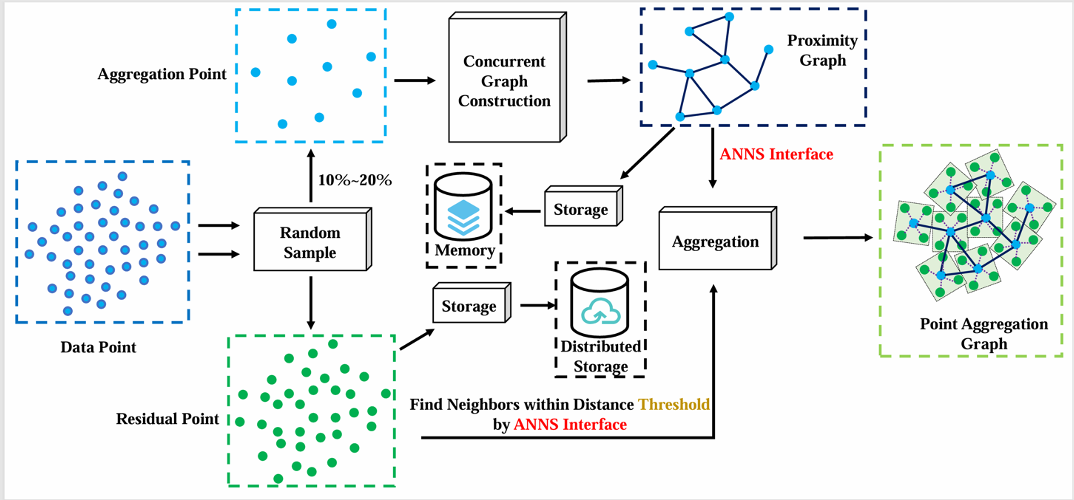 Aggregation Point
Concurrent
Graph
Construction
Proximity
Graph
10%~20%
ANNS Interface
Random
Sample
Storage
Memory
Aggregation
Storage
Distributed
Storage
Data Point
Point Aggregation
Graph
Residual Point
Find Neighbors within Distance Threshold
by ANNS Interface